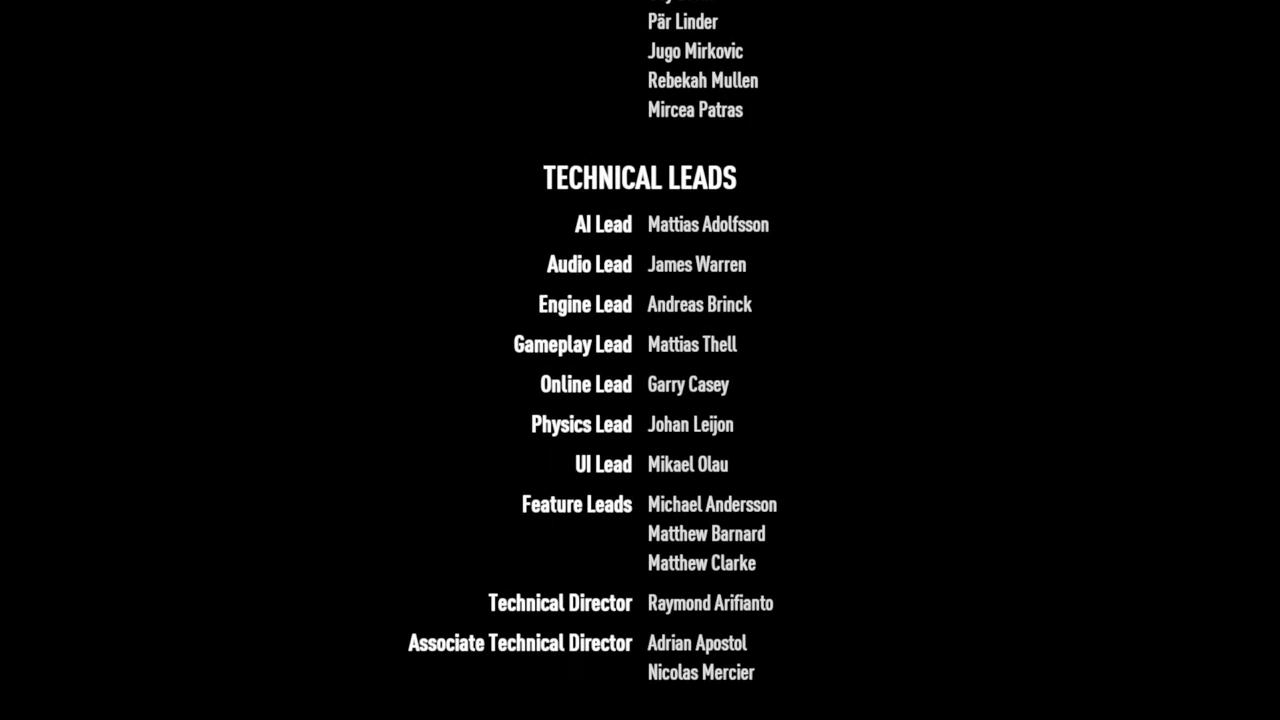 Pär Linder
Jugo Mirkovic
Rebekah Mullen
Mircea Patras
TECHNICAL LEADS
AI Lead Mattias Adolfsson
Audio Lead James Warren
Engine Lead Andreas Brinck
Gameplay Lead Mattias Thell
Online Lead Garry Casey
Physics Lead Johan Leijon
UI Lead Mikael Olau
Feature Leads Michael Andersson
Matthew Barnard
Matthew Clarke
Technical Director Raymond Arifianto
Associate Technical Director Adrian Apostol
Nicolas Mercier